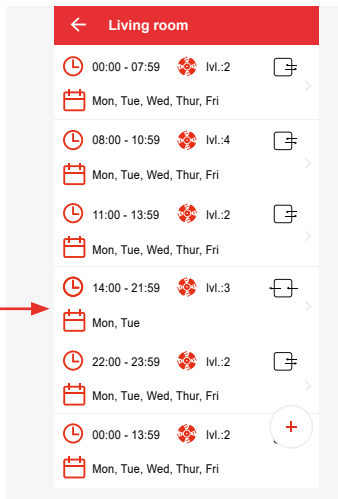 Living room
00:00 - 07:59 lvl.:2
Mon, Tue, Wed, Thur, Fri
08:00 - 10:59 lvl.:4
Mon, Tue, Wed, Thur, Fri
11:00 - 13:59 lvl.:2
Mon, Tue, Wed, Thur, Fri
14:00 - 21:59 lvl.:3
Mon, Tue
22:00 - 23:59 lvl.:2
Mon, Tue, Wed, Thur, Fri
00:00 - 13:59 lvl.:2
Mon, Tue, Wed, Thur, Fri